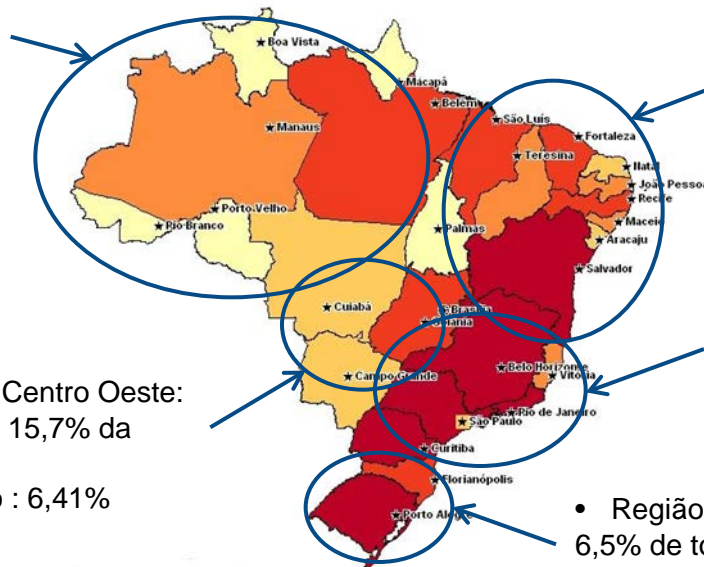 Boa Vista
Macapá
Belém
São Luís
Fortaleza
Manaus
Teresina
Natal
João Pessoa
Recife
Porto Velho
Maceió
Rio Branco
Palmas
Aracaju
Salvador
Cuiabá
Brasília
Goiânia
Belo Horizonte
Campo Grande
Vitória
Centro Oeste:
15,7% da
Rio de Janeiro
São Paulo
Curitiba
: 6,41%
Florianópolis
Porto Alegre
• Região
6,5% de